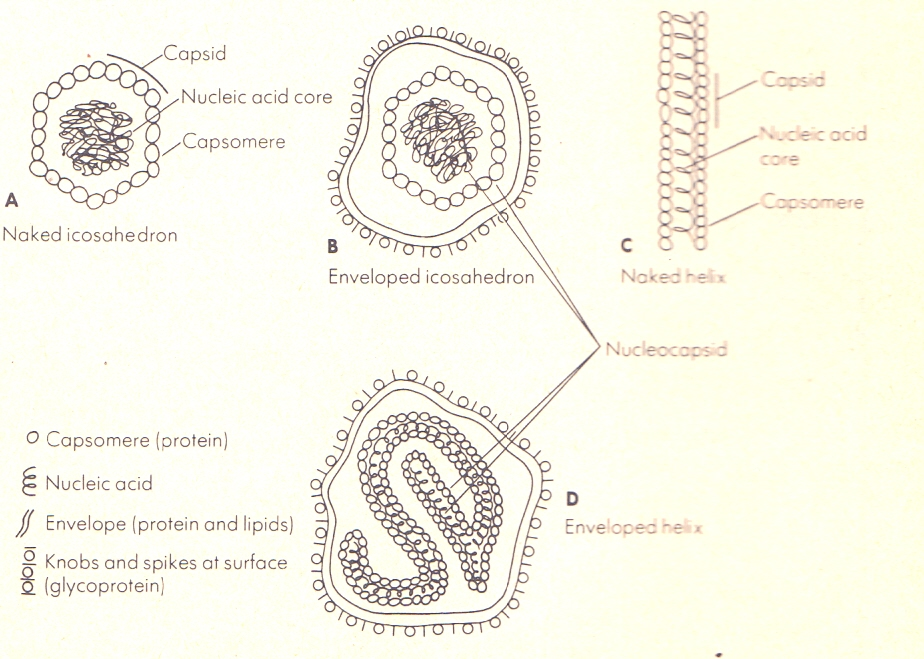 Capsid
Nucleic acid core
Capsomere
A
Naked icosahedron
B
Enveloped icosahedron
Capsid
Nucleic acid
core
Capsomere
C
Naked helix
Nucleocapsid
Capsomere (protein)
Nucleic acid
Envelope (protein and lipids)
Knobs and spikes at surface
(glycoprotein)
D
Enveloped helix